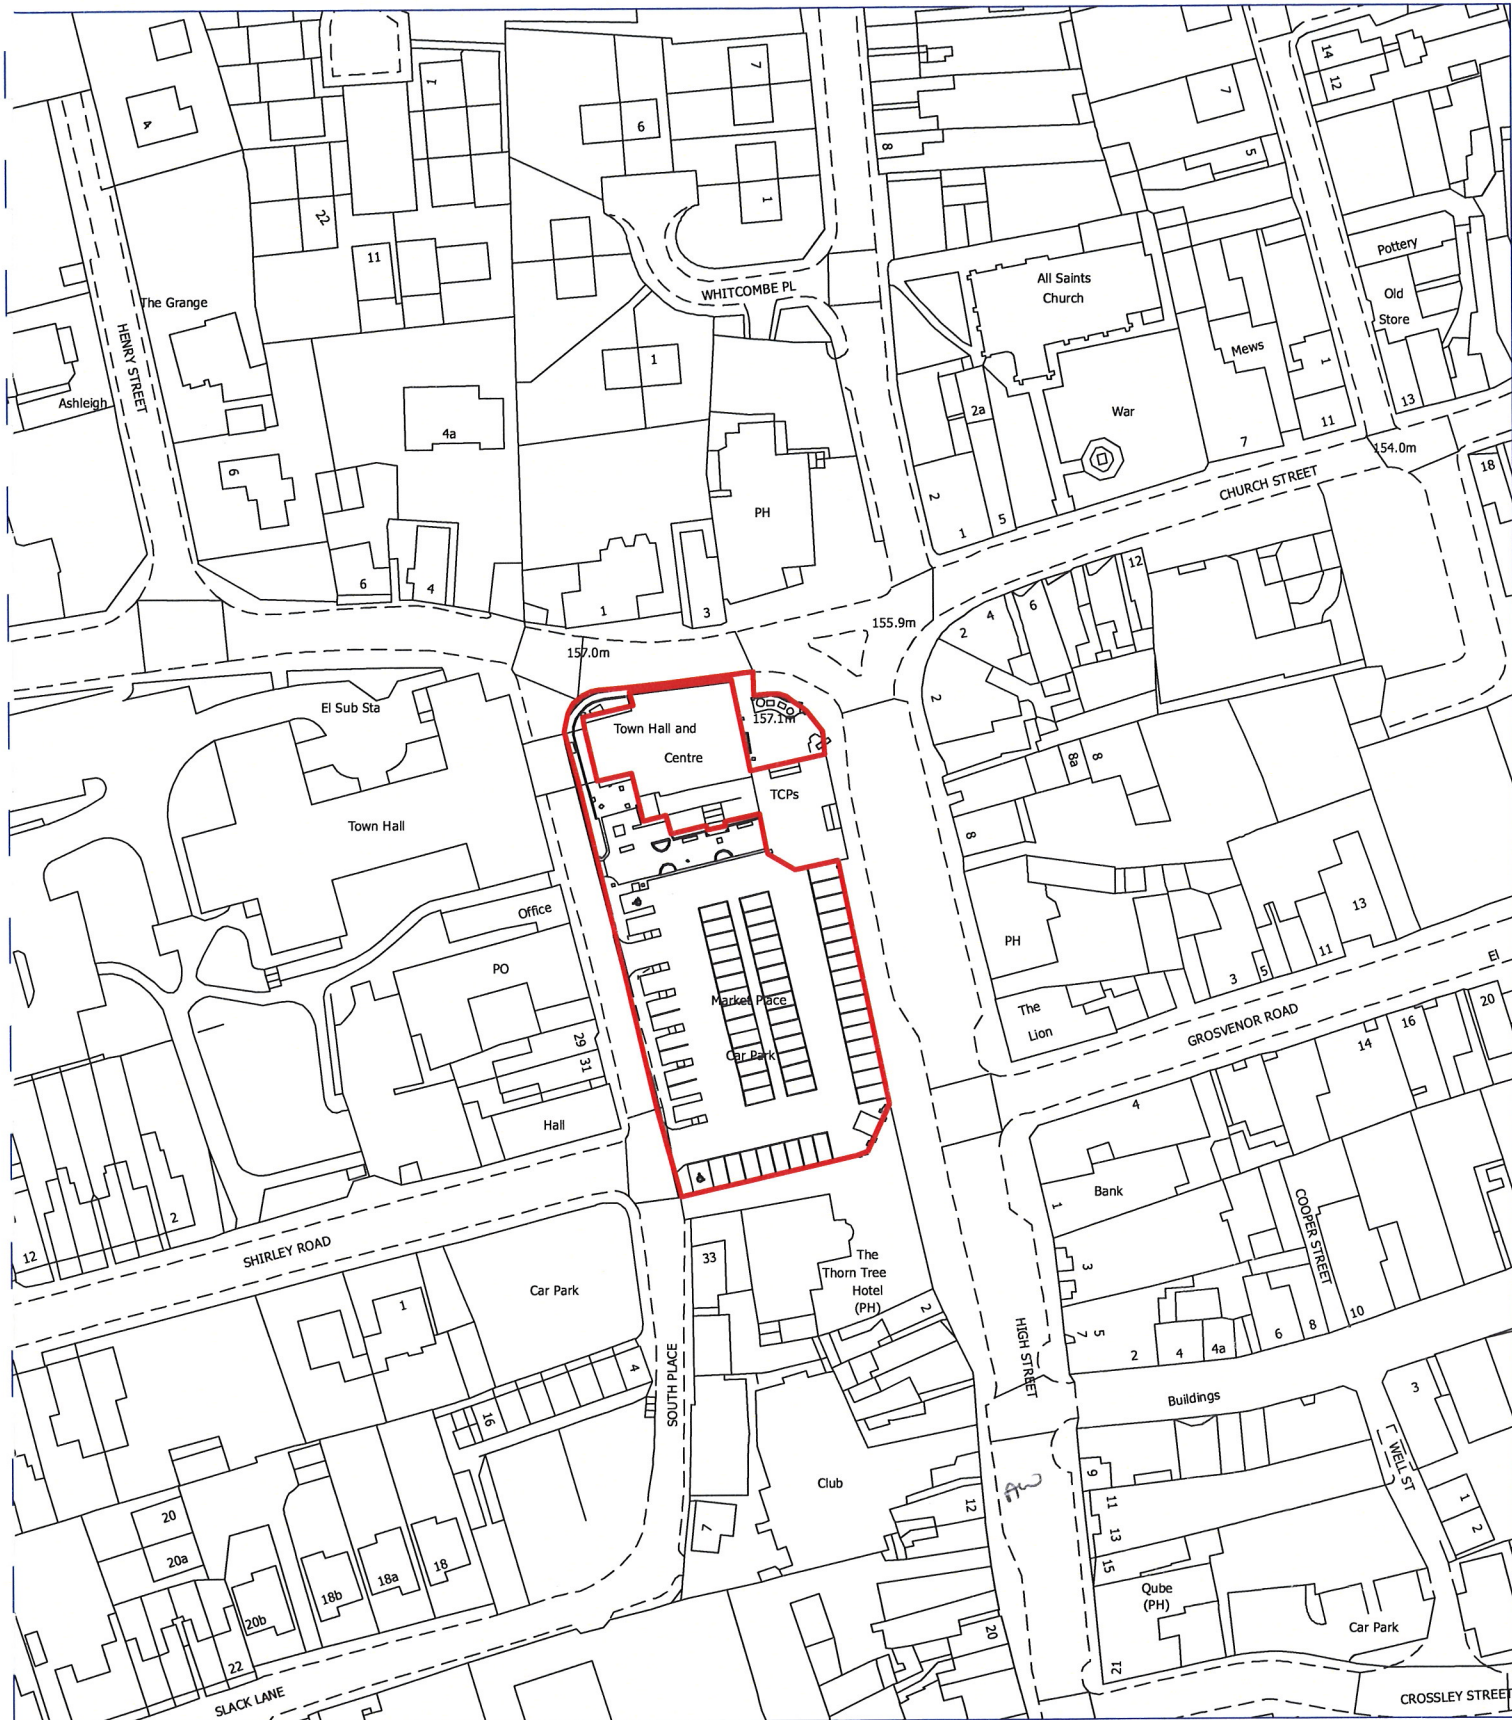 14
12
7
7
1
4
6
8
5
1
22
Pottery
All Saints
Church
11
WHITCOMBE PL
Old
Store
The Grange
HENRY STREET
Mews
1
1
Ashleigh
2a
War
13
4a
11
7
154.0m
6
18
CHURCH STREET
2
PH
5
1
12
6
4
1
3
6
4
2
155.9m
157.0m
2
El Sub Sta
157.1m
Town Hall and
Centre
8a
8
TCPs
Town Hall
8
Office
13
PH
11
PO
3
5
El
Market Place
The
Lion
GROSVENOR ROAD
20
16
14
29
31
Car Park
4
Hall
Bank
1
COOPER STREET
2
12
SHIRLEY ROAD
33
The
Thorn Tree
Hotel
(PH)
3
Car Park
1
2
10
8
6
7
5
2
4
4a
HIGH STREET
4
SOUTH PLACE
Buildings
3
16
WELL ST
Club
9
AW
11
12
1
13
2
20
7
15
20a
18
18a
18b
Qube
(PH)
20b
20
Car Park
22
21
SLACK LANE
CROSSLEY STREET